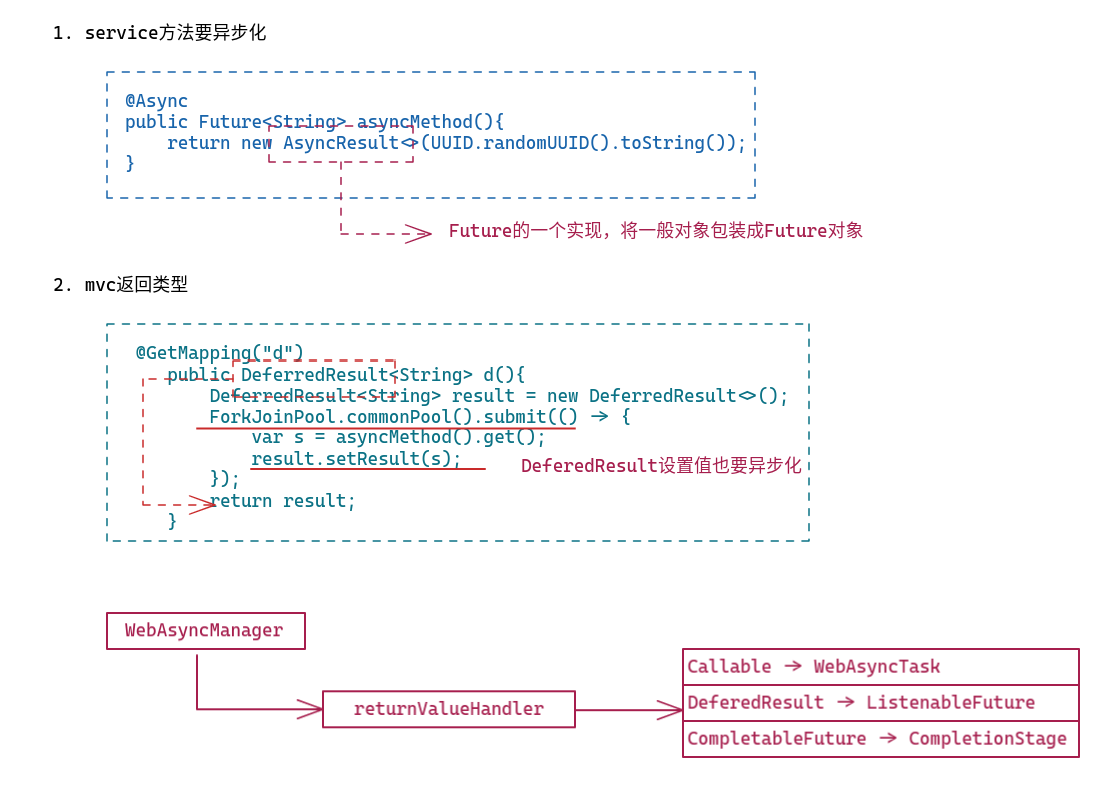 1. service方法要异步化
@Async
public Future<String> asyncMethod(){
    return new AsyncResult<>(UUID.randomUUID().toString());
}
Future的一个实现，将一般对象包装成Future对象
2. mvc返回类型
@GetMapping("d")
   public DeferredResult<String> d(){
       DeferredResult<String> result = new DeferredResult<>();
       ForkJoinPool.commonPool().submit(() -> {
           var s = asyncMethod().get();
           result.setResult(s);
DeferedResult设置值也要异步化
       });
       return result;
   }
WebAsyncManager
Callable -> WebAsyncTask
DeferedResult -> ListenableFuture
returnValueHandler
CompletableFuture -> CompletionStage